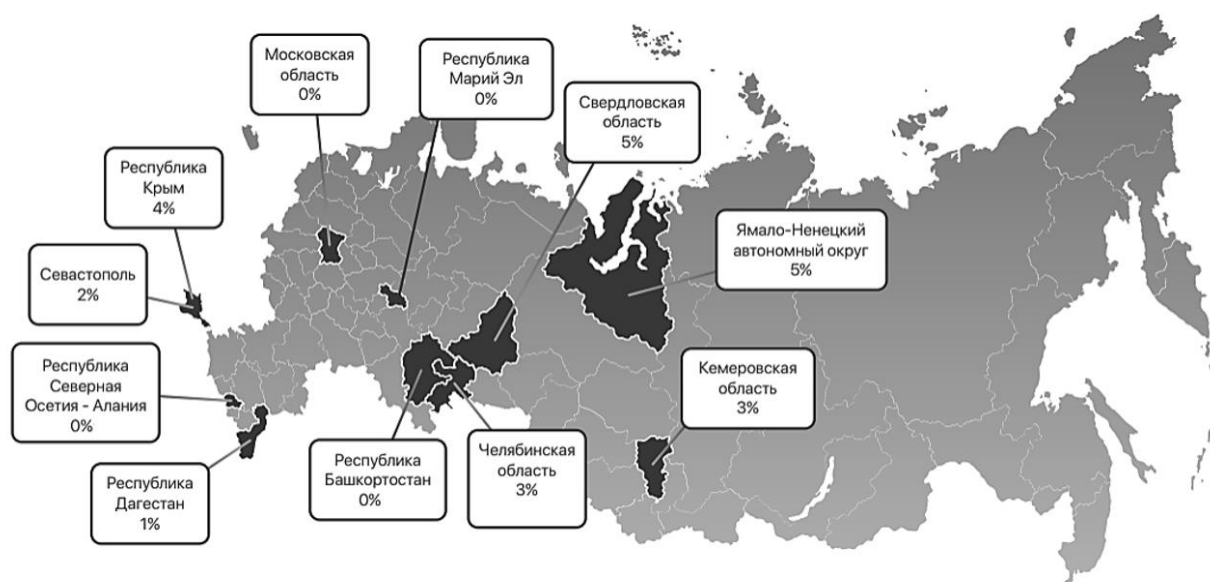 Московская
область
0%
Республика
Марий Эл
0%
Свердловская
область
5%
Республика
Крым
4%
Севастополь
2%
Ямало-Ненецкий
автономный округ
5%
Республика
Северная
Осетия - Алания
0%
Кемеровская
область
3%
Республика
Башкортостан
0%
Челябинская
область
3%
Республика
Дагестан
1%